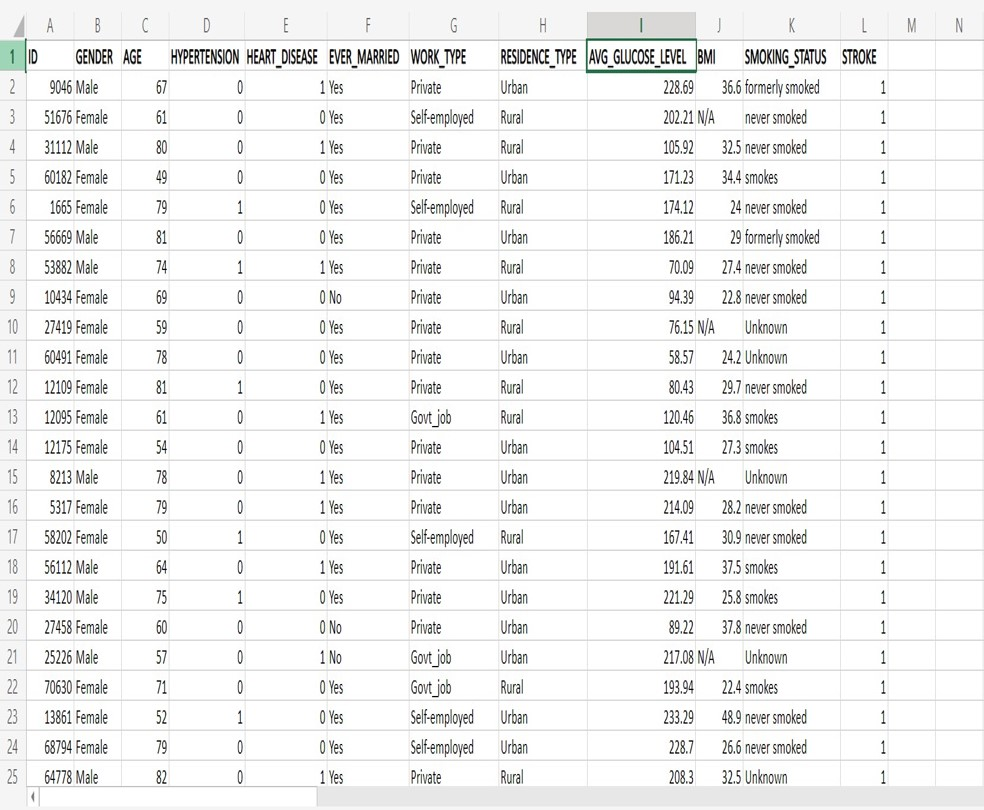 A B C D E F G H I J K L M N
1 ID GENDER AGE HYPERTENSION HEART_DISEASE EVER_MARRIED WORK_TYPE RESIDENCE_TYPE AVG_GLUCOSE_LEVEL BMI SMOKING_STATUS STROKE
2 9046 Male 67 0 1 Yes Private Urban 228.69 36.6 formerly smoked 1
3 51676 Female 61 0 0 Yes Self-employed Rural 202.21 N/A never smoked 1
4 31112 Male 80 0 1 Yes Private Rural 105.92 32.5 never smoked 1
5 60182 Female 49 0 0 Yes Private Urban 171.23 34.4 smokes 1
6 1665 Female 79 1 0 Yes Self-employed Rural 174.12 24 never smoked 1
7 56669 Male 81 0 0 Yes Private Urban 186.21 29 formerly smoked 1
8 53882 Male 74 1 1 Yes Private Rural 70.09 27.4 never smoked 1
9 10434 Female 69 0 0 No Private Urban 94.39 22.8 never smoked 1
10 27419 Female 59 0 0 Yes Private Rural 76.15 N/A Unknown 1
11 60491 Female 78 0 0 Yes Private Urban 58.57 24.2 Unknown 1
12 12109 Female 81 1 0 Yes Private Rural 80.43 29.7 never smoked 1
13 12095 Female 61 0 1 Yes Govt_job Rural 120.46 36.8 smokes 1
14 12175 Female 54 0 0 Yes Private Urban 104.51 27.3 smokes 1
15 8213 Male 78 0 1 Yes Private Urban 219.84 N/A Unknown 1
16 5317 Female 79 0 1 Yes Private Urban 214.09 28.2 never smoked 1
17 58202 Female 50 1 0 Yes Self-employed Rural 167.41 30.9 never smoked 1
18 56112 Male 64 0 1 Yes Private Urban 191.61 37.5 smokes 1
19 34120 Male 75 1 0 Yes Private Urban 221.29 25.8 smokes 1
20 27458 Female 60 0 0 No Private Urban 89.22 37.8 never smoked 1
21 25226 Male 57 0 1 No Govt_job Urban 217.08 N/A Unknown 1
22 70630 Female 71 0 0 Yes Govt_job Rural 193.94 22.4 smokes 1
23 13861 Female 52 1 0 Yes Self-employed Urban 233.29 48.9 never smoked 1
24 68794 Female 79 0 0 Yes Self-employed Urban 228.7 26.6 never smoked 1
25 64778 Male 82 0 1 Yes Private Rural 208.3 32.5 Unknown 1